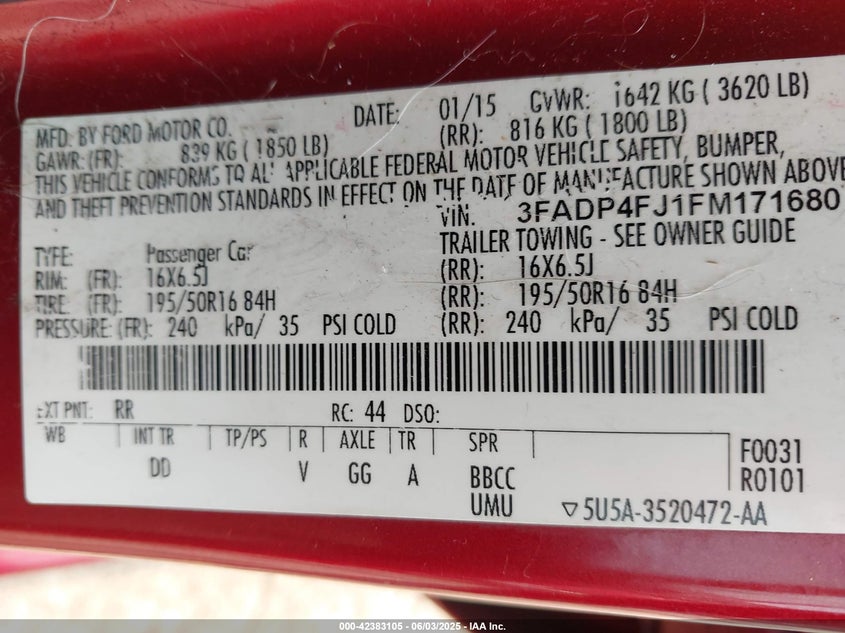 MFD. BY FORD MOTOR CO. DATE: 01/15 GVWR: 1642 KG ( 3620 LB)
GAWR: (FR): 839 KG ( 1850 LB) (RR): 816 KG ( 1800 LB)
THIS VEHICLE CONFORMS TO ALL APPLICABLE FEDERAL MOTOR VEHICLE SAFETY, BUMPER,
AND THEFT PREVENTION STANDARDS IN EFFECT ON THE DATE OF MANUFACTURE SHOWN ABOVE
VIN: 3FADP4FJ1FM171680
TYPE: Passenger Car TRAILER TOWING - SEE OWNER GUIDE
RIM: (FR): 16X6.5J (RR): 16X6.5J
TIRE: (FR): 195/50R16 84H (RR): 195/50R16 84H
PRESSURE: (FR): 240 kPa/ 35 PSI COLD (RR): 240 kPa/ 35 PSI COLD
EXT PNT: RR RC: 44 DSO:
WB INT TR TP/PS R AXLE TR SPR F0031
DD V GG A BBCC R0101
UMU ▽5U5A-3520472-AA
000-42383105 - 06/03/2025 - IAA Inc.